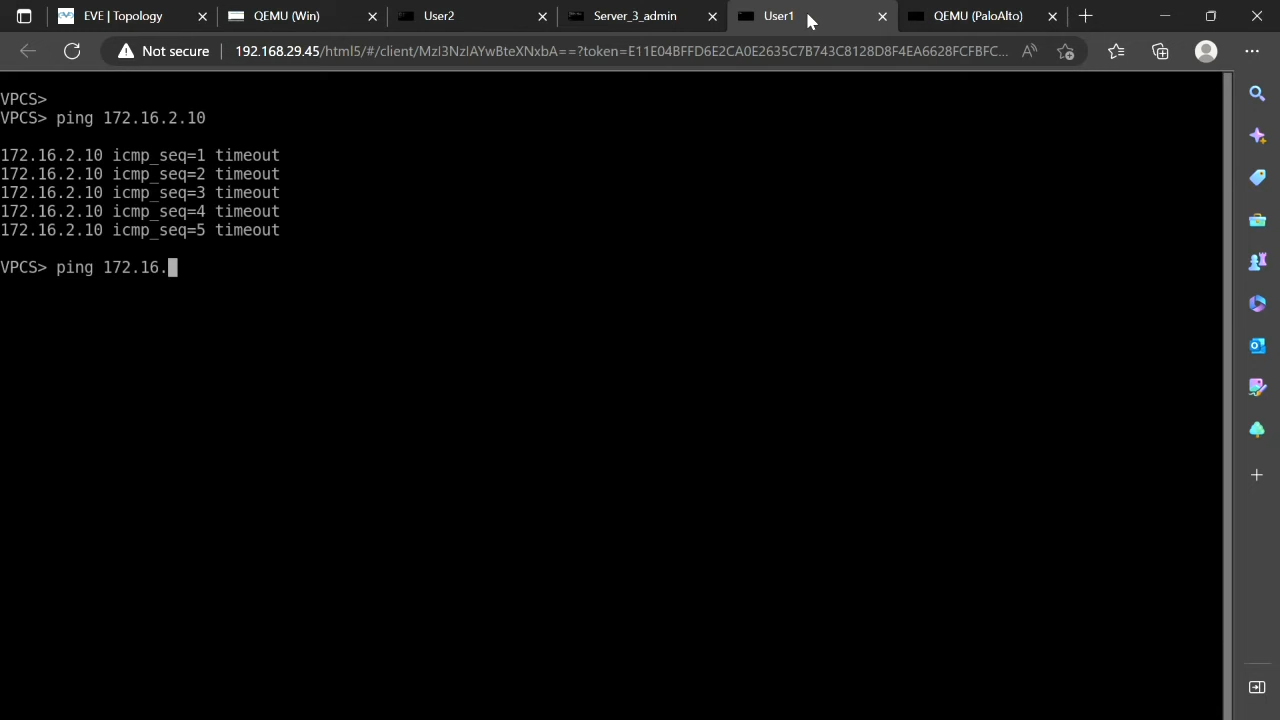 EVE | Topology
QEMU (Win)
User2
Server_3_admin
User1
QEMU (PaloAlto)
Not secure
192.168.29.45/html5/#/client/MzI3NzIAYwBteXNxbA==?token=E11E04BFFD6E2CA0E2635C7B743C8128D8F4EA6628FCFBFC...
VPCS>
VPCS> ping 172.16.2.10
172.16.2.10 icmp_seq=1 timeout
172.16.2.10 icmp_seq=2 timeout
172.16.2.10 icmp_seq=3 timeout
172.16.2.10 icmp_seq=4 timeout
172.16.2.10 icmp_seq=5 timeout
VPCS> ping 172.16.